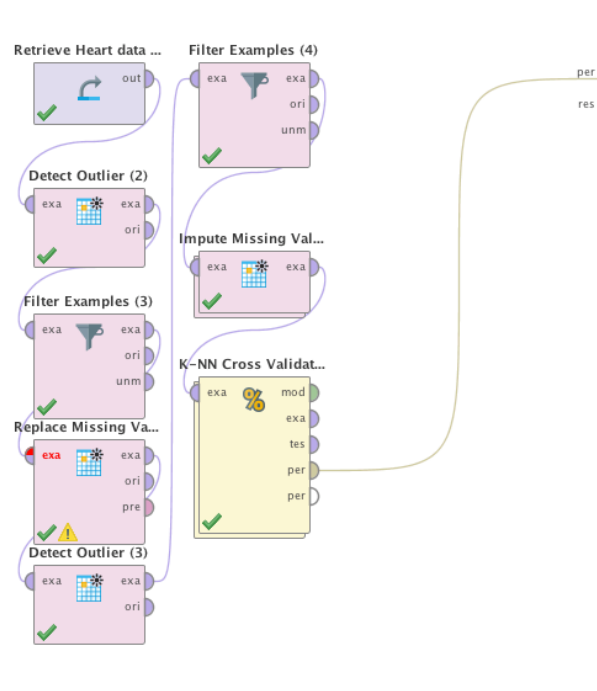 Retrieve Heart data ...
out
Detect Outlier (2)
exa exa
ori
Filter Examples (3)
exa exa
ori
unm
Replace Missing Va...
exa exa
ori
pre
Detect Outlier (3)
exa exa
ori
Filter Examples (4)
exa exa
ori
unm
Impute Missing Val...
exa exa
K-NN Cross Validat...
exa mod
exa
tes
per
per
per
res